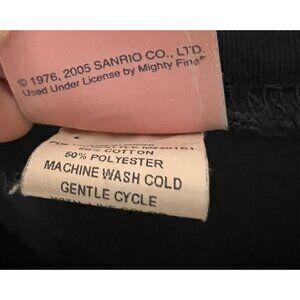 © 1976, 2005 SANRIO CO., LTD.
Used Under License by Mighty Fine
50% COTTON
50% POLYESTER
MACHINE WASH COLD
GENTLE CYCLE